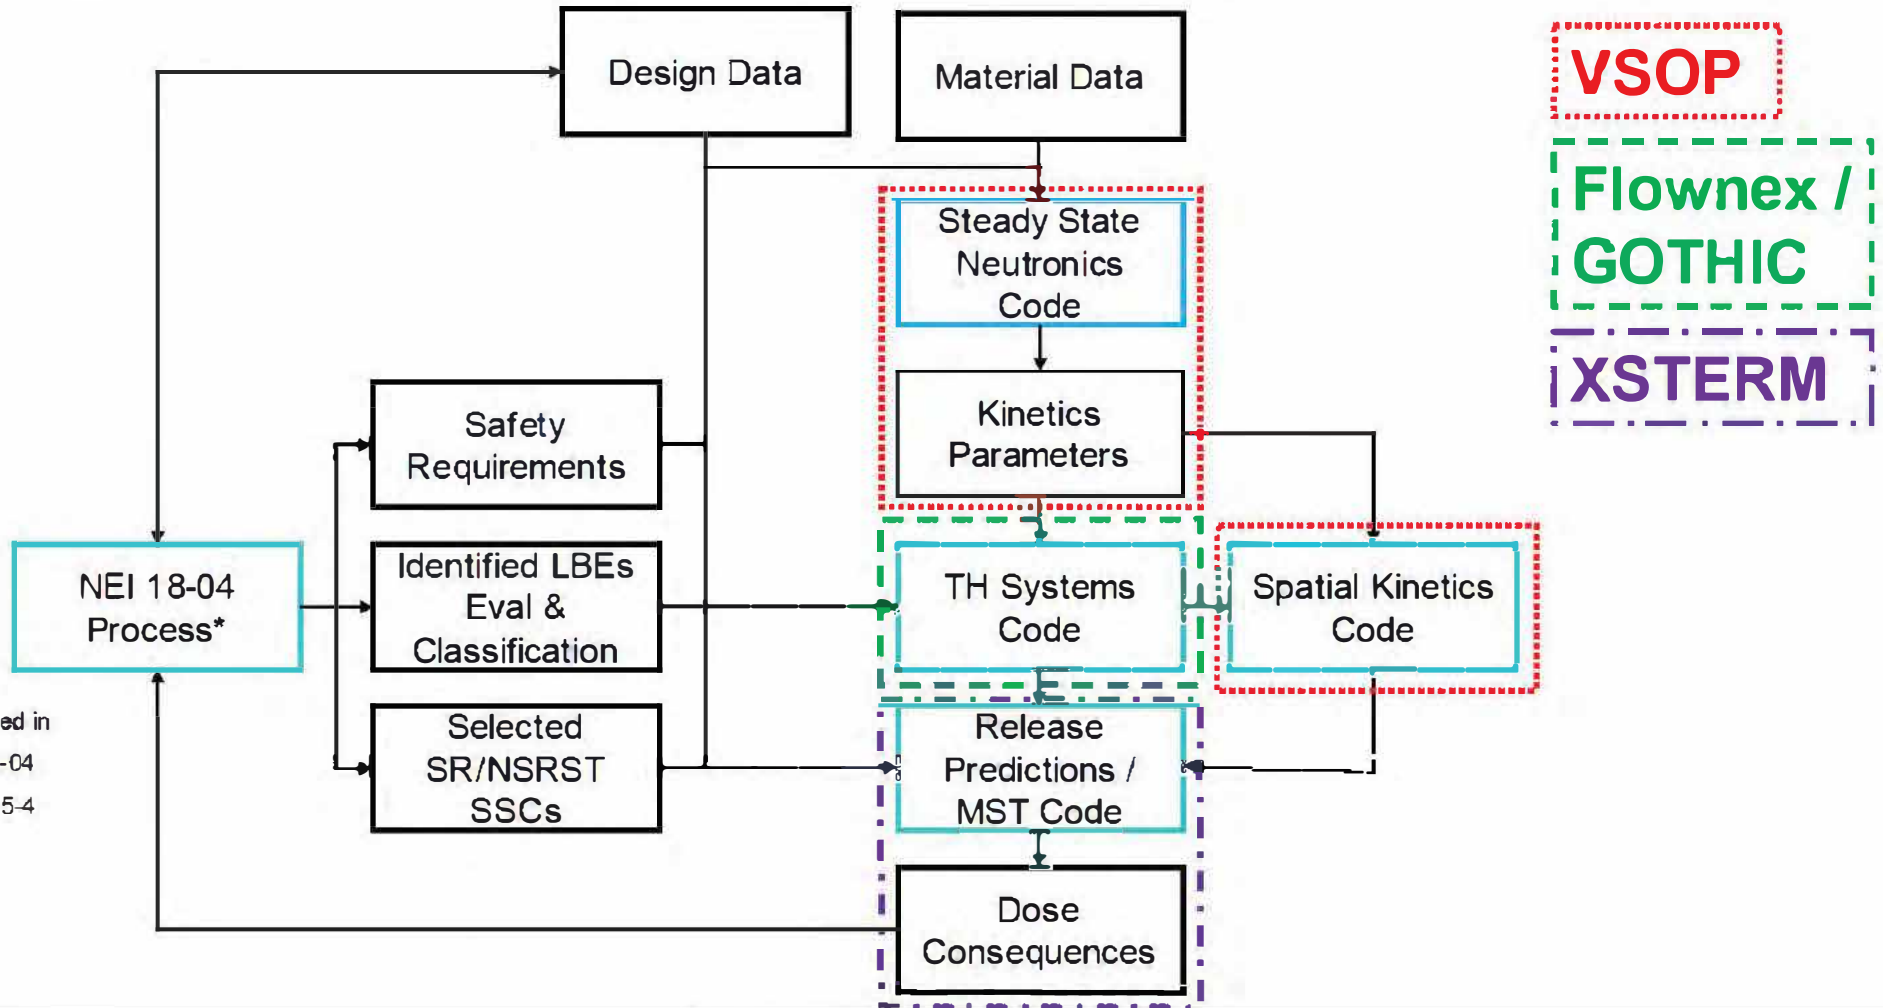 Design Data
Material Data
VSOP
Flownex /
GOTHIC
XSTERM
Steady State
Neutronics
Code
Kinetics
Parameters
Safety
Requirements
NEI 18-04
Process*
Identified LBEs
Eval &
Classification
TH Systems
Code
Spatial Kinetics
Code
ed in
-04
5-4
Selected
SR/NSRST
SSCs
Release
Predictions /
MST Code
Dose
Consequences